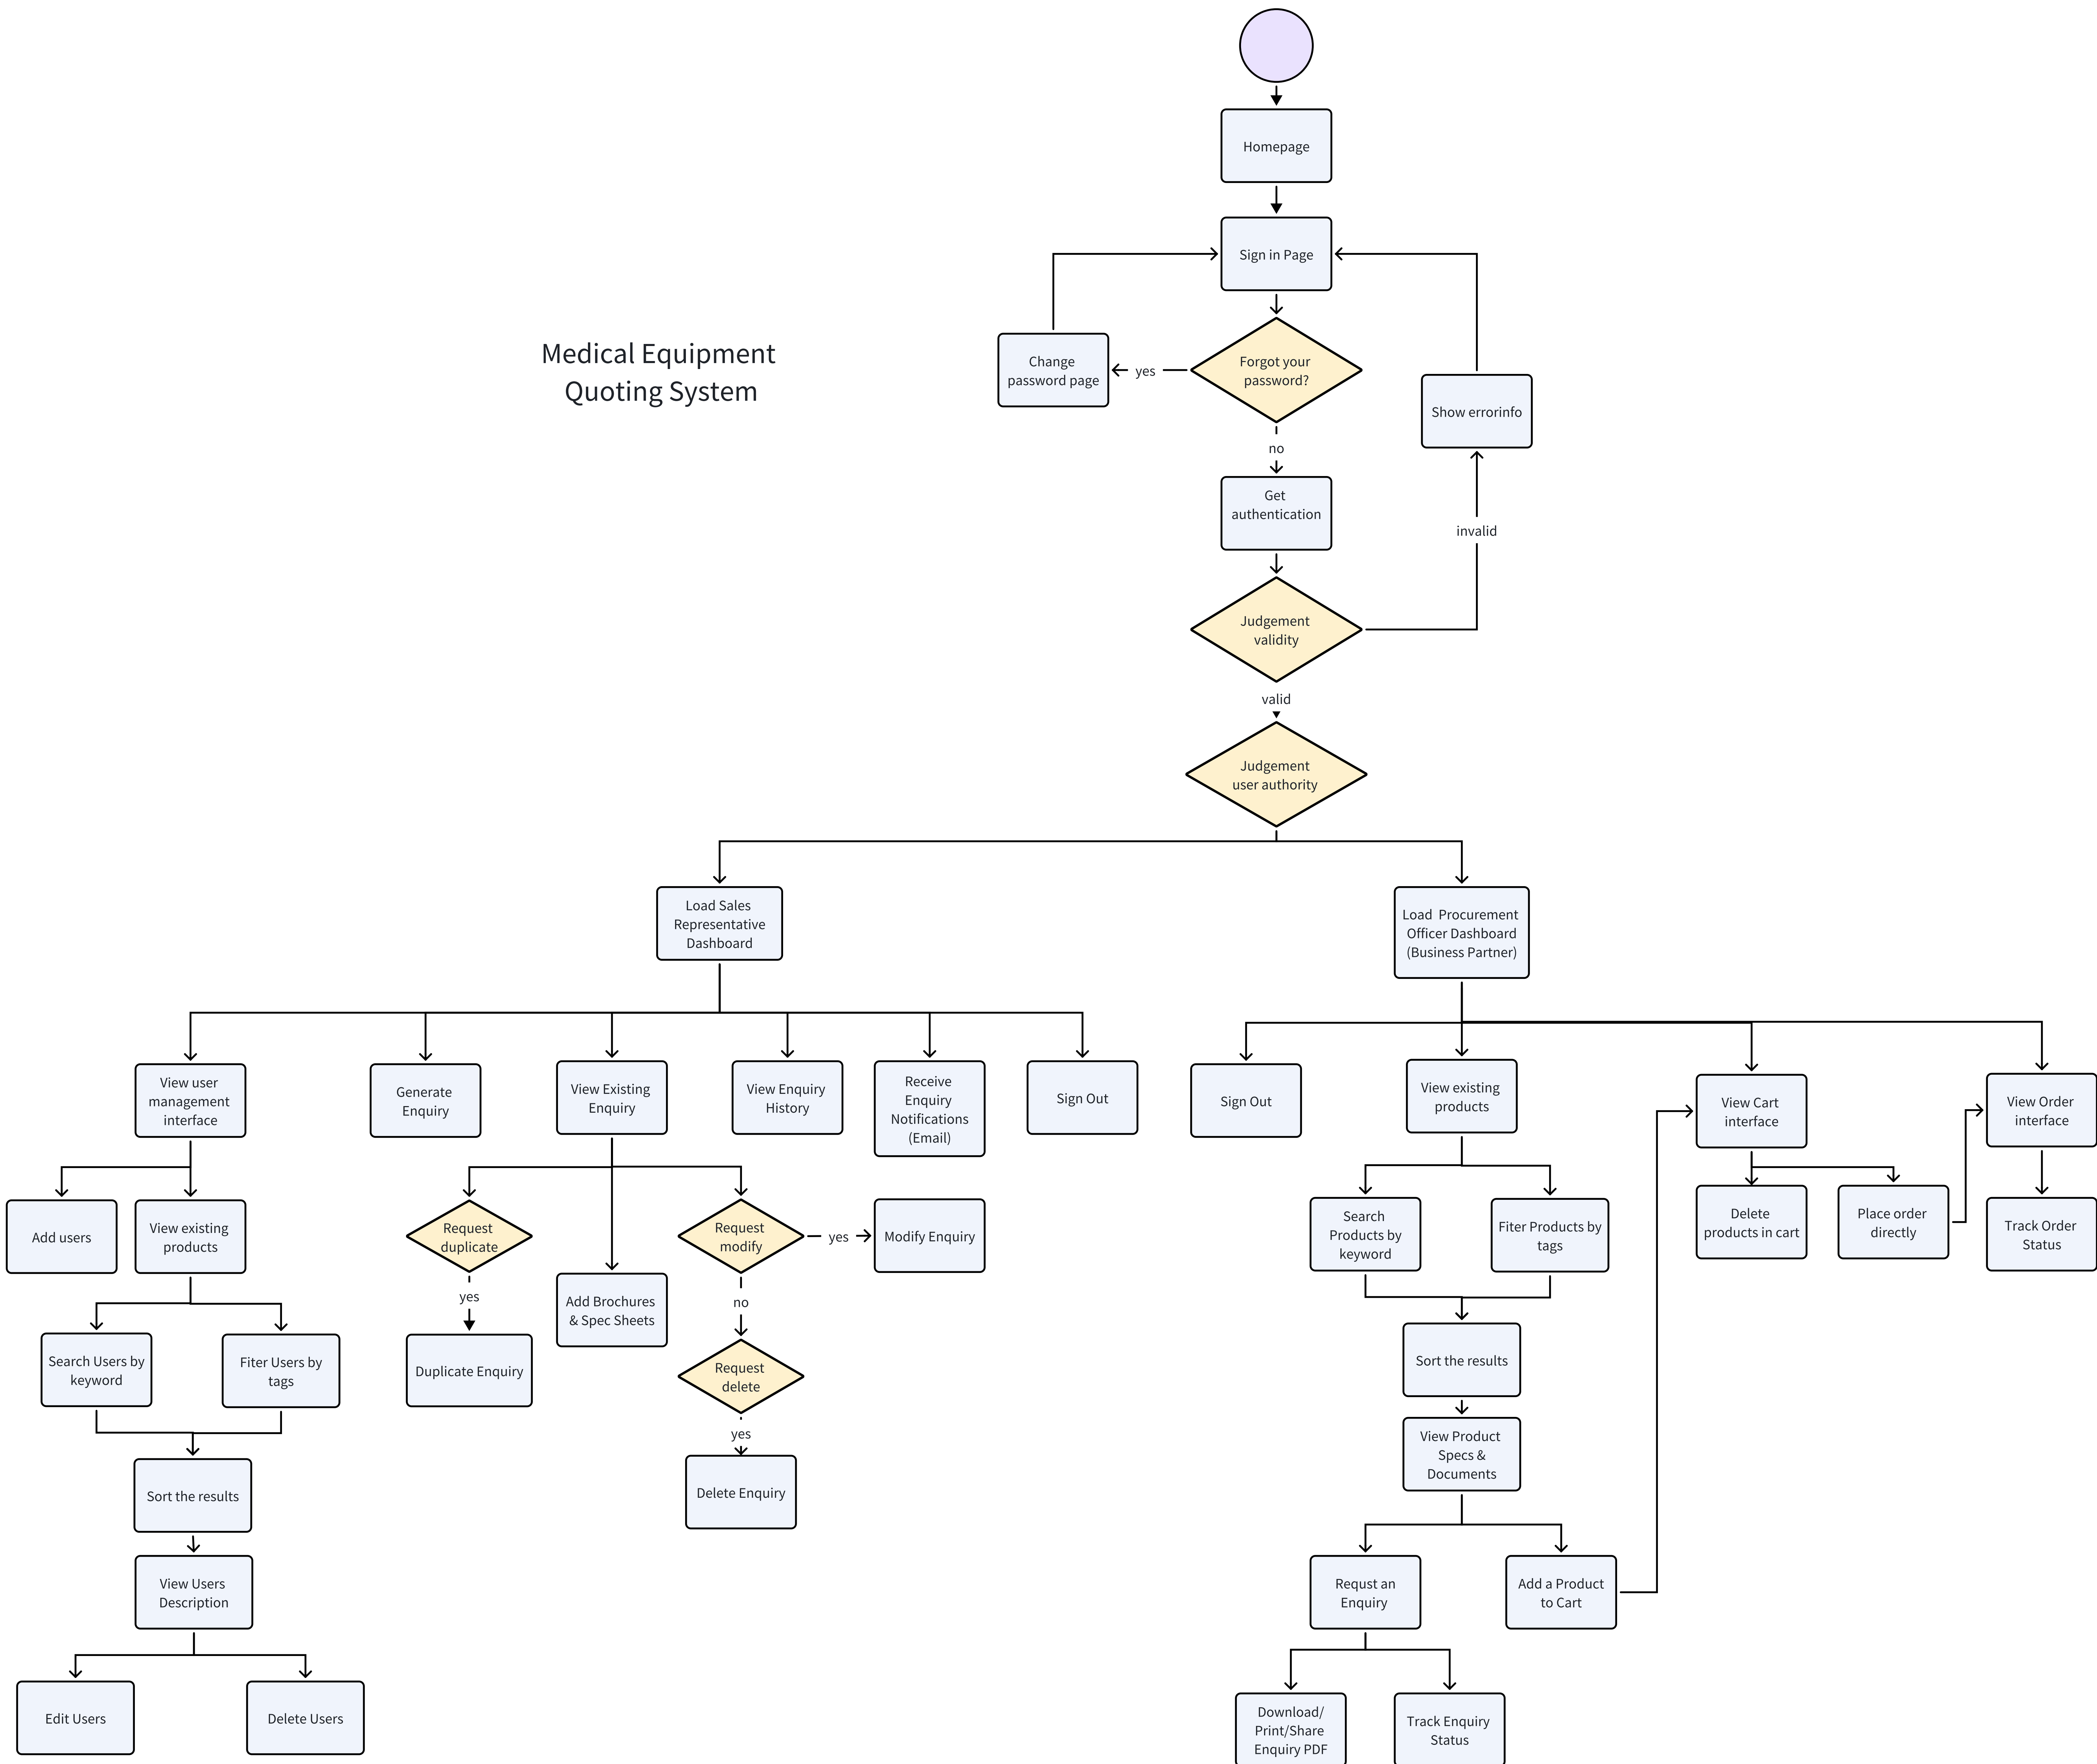 Homepage
Sign in Page
Medical Equipment
Quoting System
Change
password page
yes
Forgot your
password?
Show errorinfo
no
Get
authentication
invalid
Judgement
validity
valid
Judgement
user authority
Load Sales
Representative
Dashboard
Load Procurement
Officer Dashboard
(Business Partner)
View user
management
interface
Generate
Enquiry
View Existing
Enquiry
View Enquiry
History
Receive
Enquiry
Notifications
(Email)
Sign Out
Sign Out
View existing
products
View Cart
interface
View Order
interface
Add users
View existing
products
Request
duplicate
Request
modify
yes
Modify Enquiry
Search
Products by
keyword
Fiter Products by
tags
Delete
products in cart
Place order
directly
Track Order
Status
yes
Add Brochures
& Spec Sheets
no
Search Users by
keyword
Fiter Users by
tags
Duplicate Enquiry
Request
delete
Sort the results
yes
View Product
Specs &
Documents
Sort the results
Delete Enquiry
View Users
Description
Requst an
Enquiry
Add a Product
to Cart
Edit Users
Delete Users
Download/
Print/Share
Enquiry PDF
Track Enquiry
Status